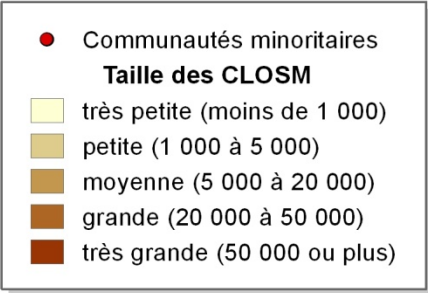 Communautés minoritaires
Taille des CLOSM
très petite (moins de 1 000)
petite (1 000 à 5 000)
moyenne (5 000 à 20 000)
grande (20 000 à 50 000)
très grande (50 000 ou plus)